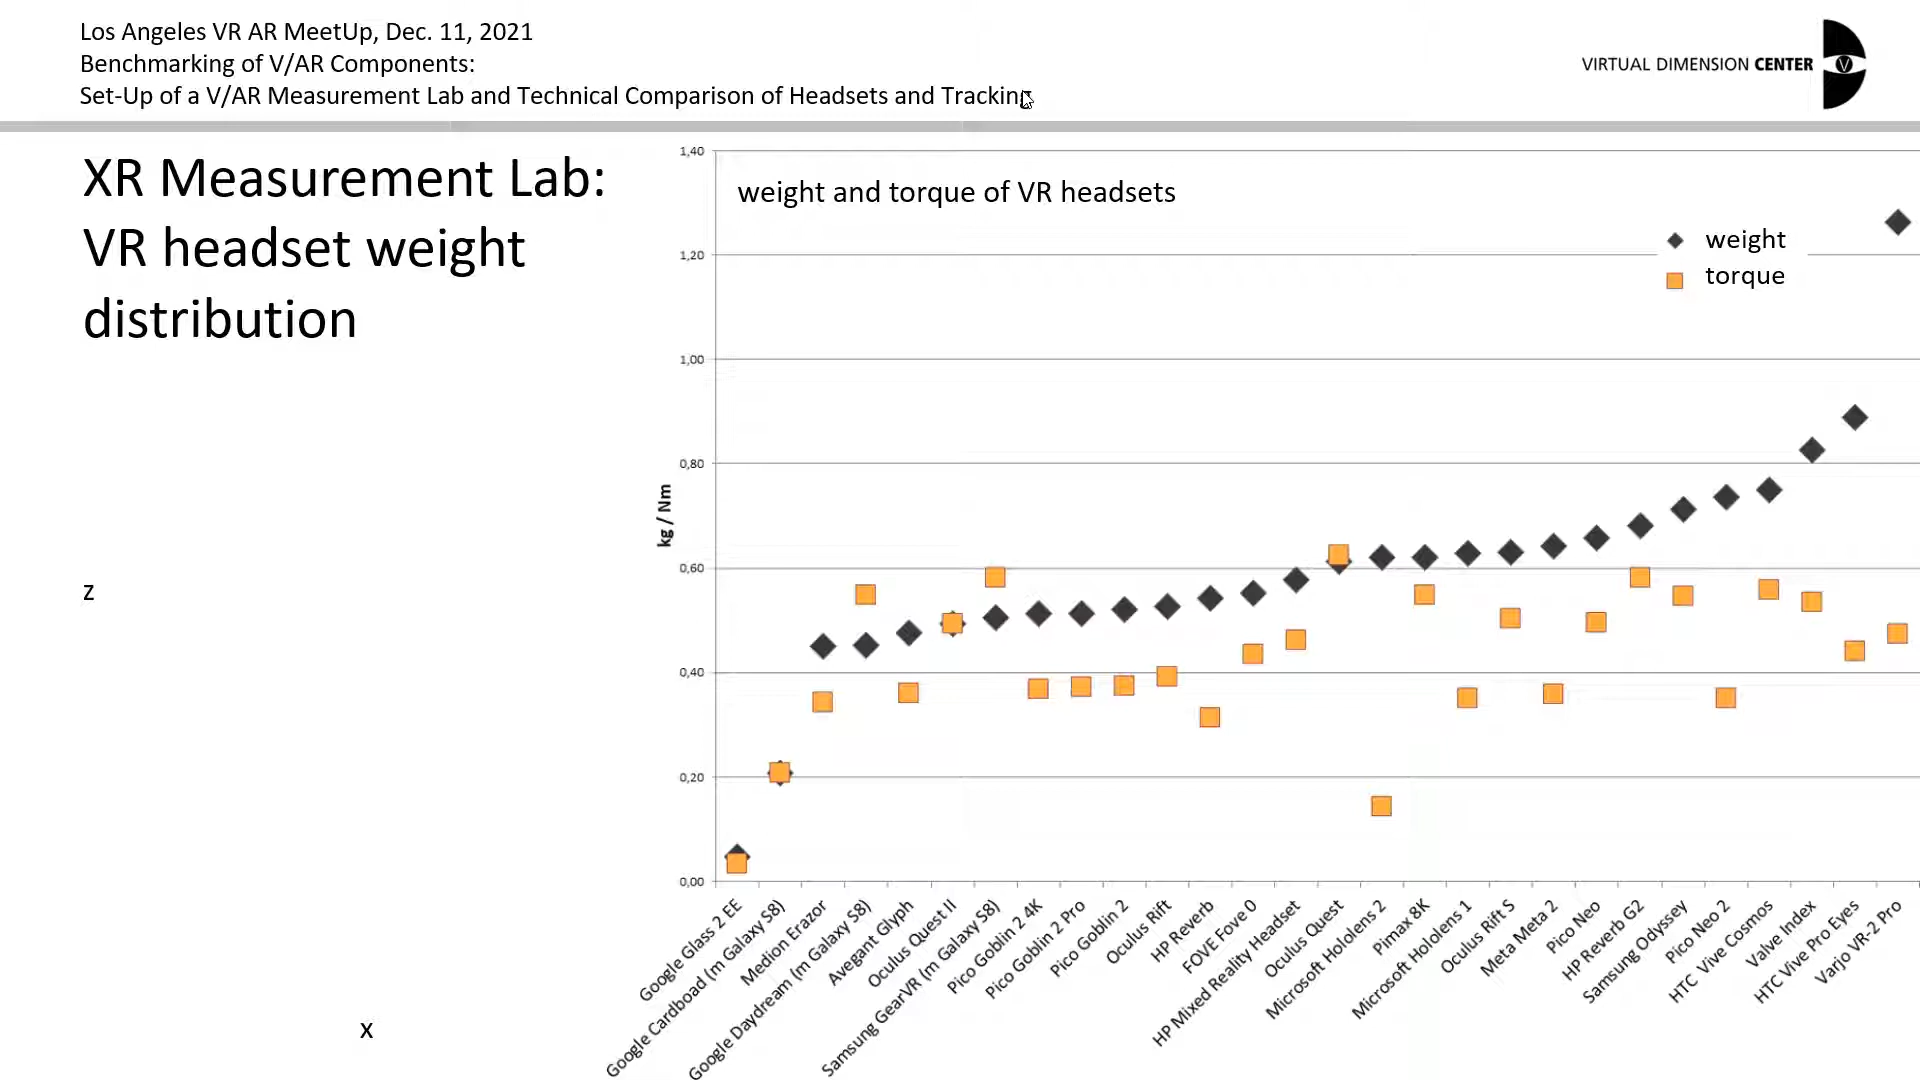 Los Angeles VR AR MeetUp, Dec. 11, 2021
Benchmarking of V/AR Components:
Set-Up of a V/AR Measurement Lab and Technical Comparison of Headsets and Tracking
VIRTUAL DIMENSION CENTER
V
XR Measurement Lab:
VR headset weight
distribution
z
x
weight and torque of VR headsets
weight
torque
kg / Nm
1,40
1,20
1,00
0,80
0,60
0,40
0,20
0,00
Google Glass 2 EE
Google Cardboad (m Galaxy S8)
Medion Erazor
Google Daydream (m Galaxy S8)
Avegant Glyph
Oculus Quest II
Samsung GearVR (m Galaxy S8)
Pico Goblin 2 4K
Pico Goblin 2 Pro
Pico Goblin 2
Oculus Rift
HP Reverb
FOVE Fove 0
HP Mixed Reality Headset
Oculus Quest
Microsoft Hololens 2
Pimax 8K
Microsoft Hololens 1
Oculus Rift S
Meta Meta 2
Pico Neo
HP Reverb G2
Samsung Odyssey
Pico Neo 2
HTC Vive Cosmos
Valve Index
HTC Vive Pro Eyes
Varjo VR-2 Pro